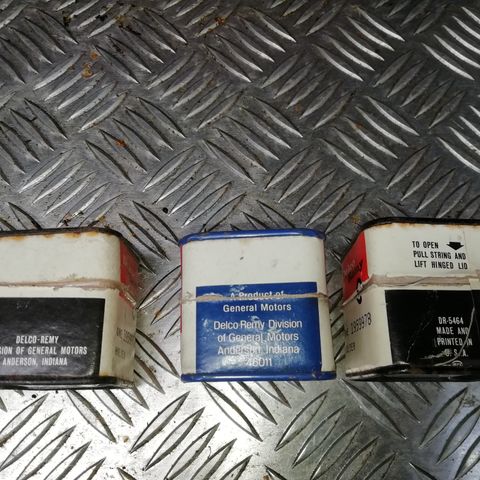 DELCO-REMY
SION OF GENERAL MOTORS
ANDERSON, INDIANA
A Product of
General Motors
Delco Remy Division
of General Motors
Anderson, Indiana
46011
TO OPEN
PULL STRING AND
LIFT HINGED LID
DR-5464
MADE AND
PRINTED IN
U.S.A.